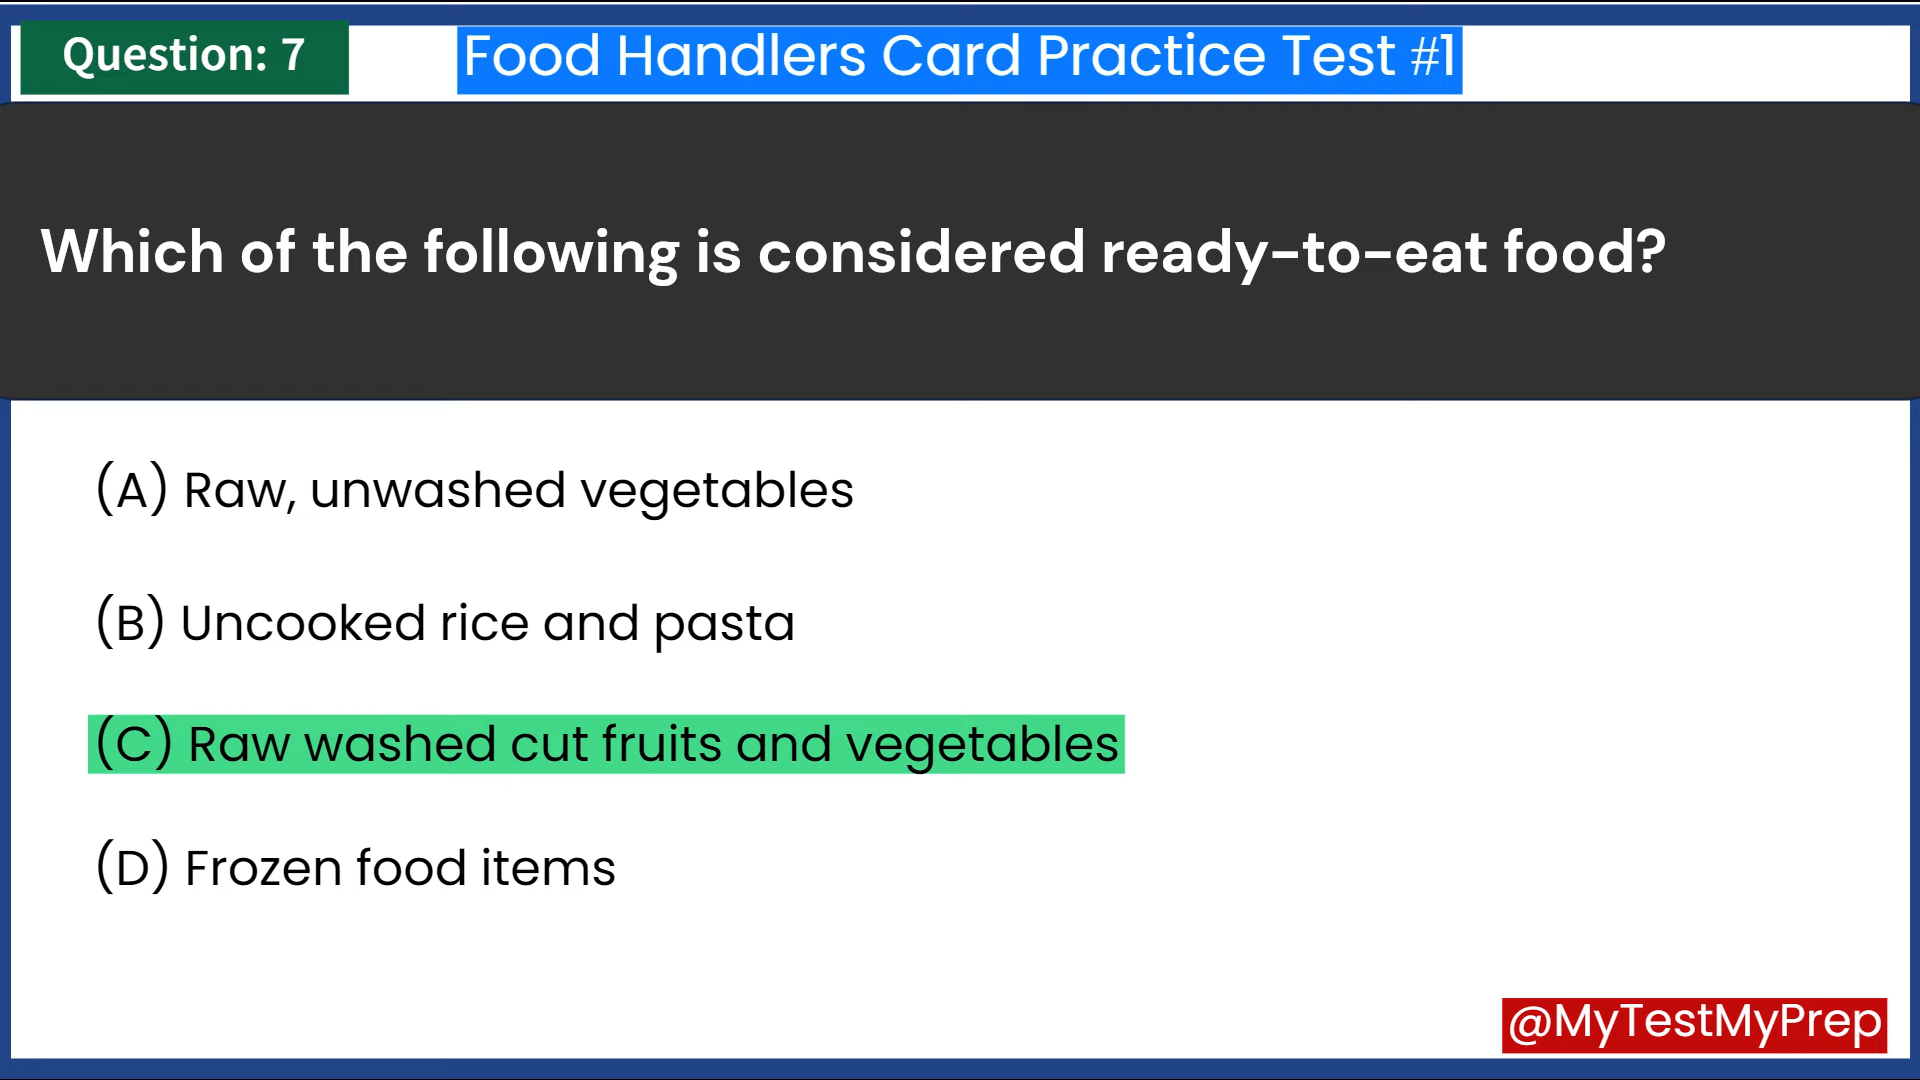 Question: 7
Food Handlers Card Practice Test #1
Which of the following is considered ready-to-eat food?
(A) Raw, unwashed vegetables
(B) Uncooked rice and pasta
(C) Raw washed cut fruits and vegetables
(D) Frozen food items
@MyTestMyPrep